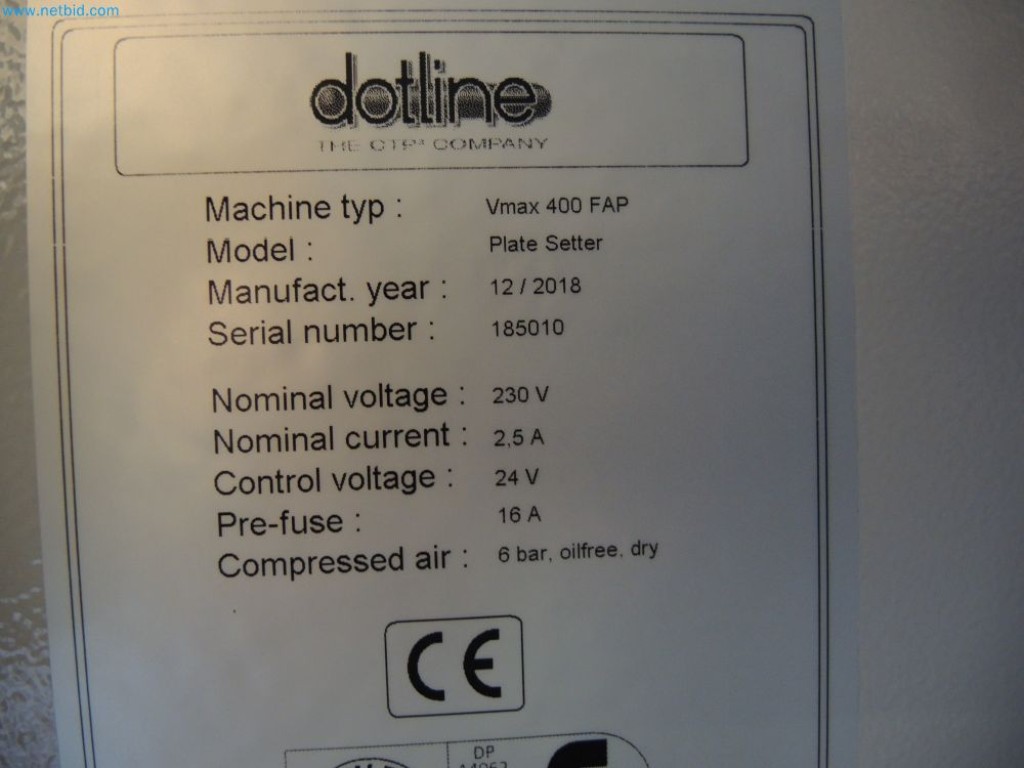 www.netbid.com
dotline
THE CTP² COMPANY
Machine typ : Vmax 400 FAP
Model : Plate Setter
Manufact. year : 12 / 2018
Serial number : 185010
Nominal voltage : 230 V
Nominal current : 2,5 A
Control voltage : 24 V
Pre-fuse : 16 A
Compressed air : 6 bar, oilfree. dry
CE
DP